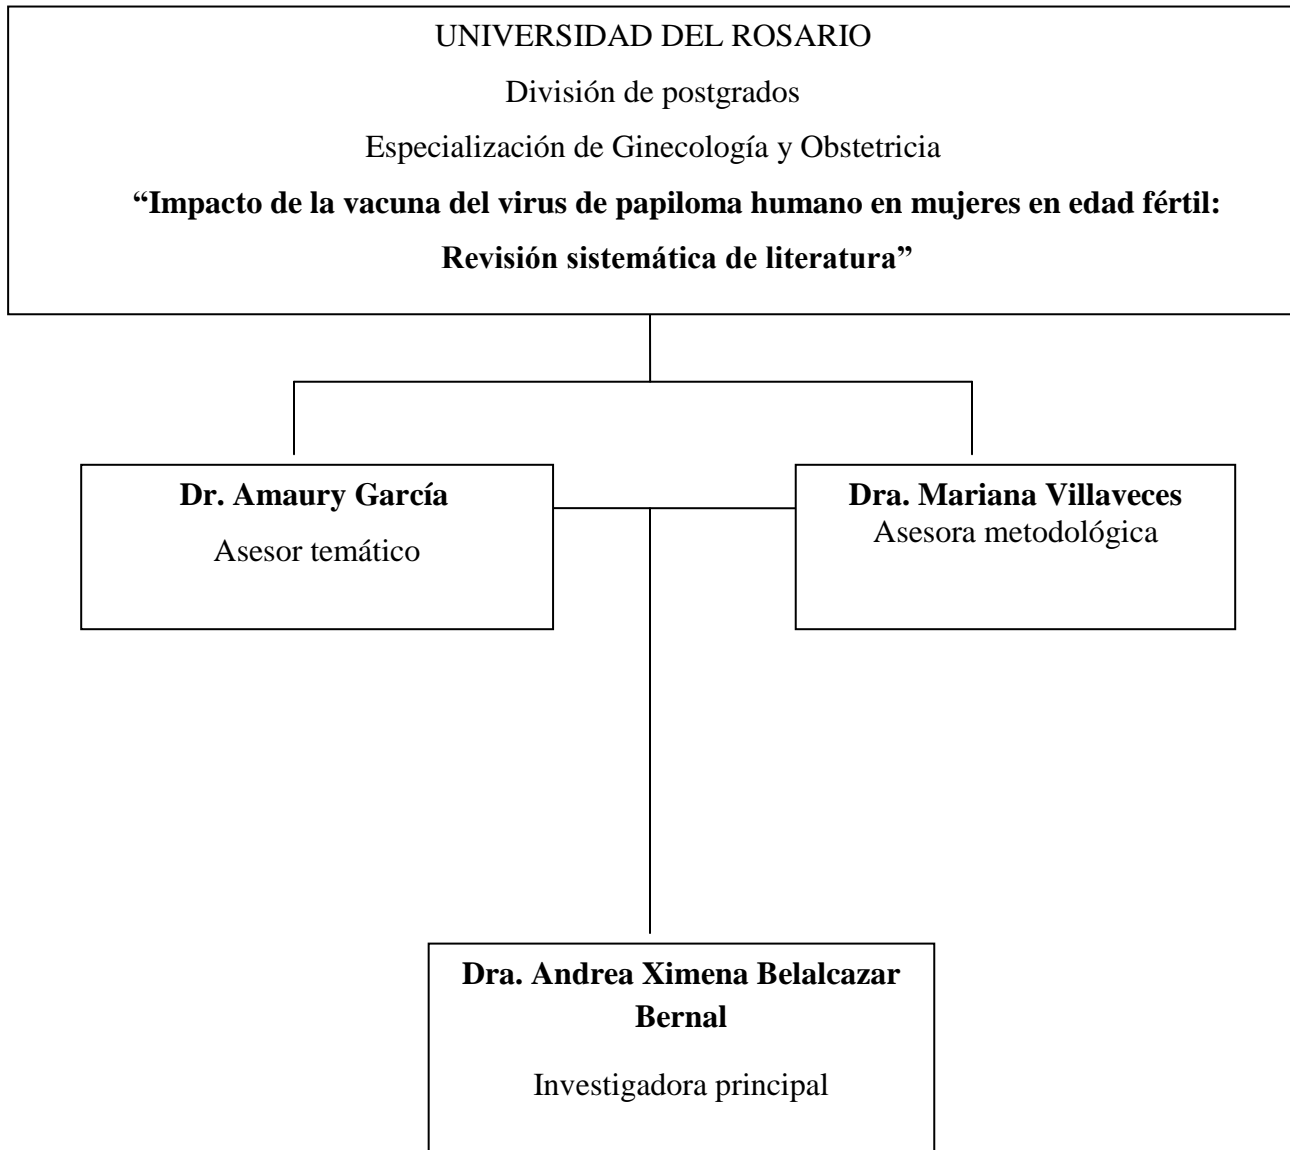 UNIVERSIDAD DEL ROSARIO
División de postgrados
Especialización de Ginecología y Obstetricia
“Impacto de la vacuna del virus de papiloma humano en mujeres en edad fértil:
Revisión sistemática de literatura”
Dr. Amaury García
Asesor temático
Dra. Mariana Villaveces
Asesora metodológica
Dra. Andrea Ximena Belalcazar
Bernal
Investigadora principal